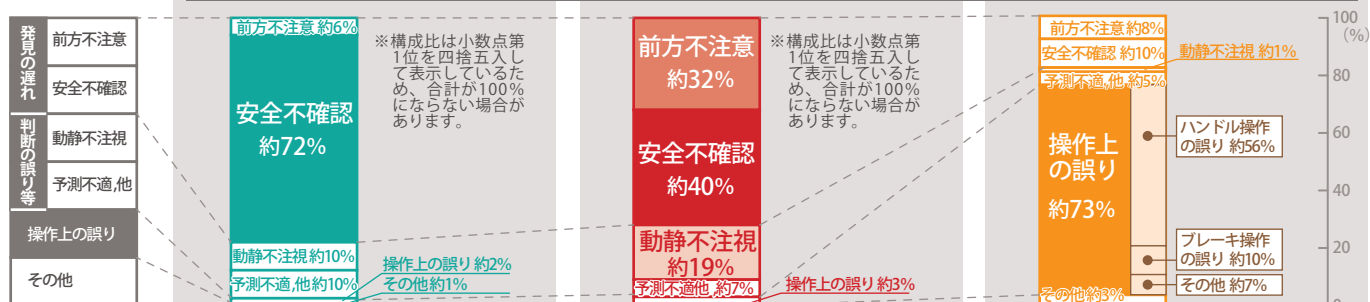 発見の遅れ
前方不注意
安全不確認
判断の誤り等
動静不注視
予測不適,他
操作上の誤り
その他
前方不注意 約6%
安全不確認
約72%
動静不注視 約10%
予測不適,他 約10%
操作上の誤り 約2%
その他 約1%
※構成比は小数点第
1位を四捨五入し
て表示しているた
め、合計が100%
にならない場合が
あります。
前方不注意
約32%
安全不確認
約40%
動静不注視
約19%
予測不適他 ,約7%
操作上の誤り 約3%
※構成比は小数点第
1位を四捨五入し
て表示しているた
め、合計が100%
にならない場合が
あります。
前方不注意 約8%
安全不確認 約10%
動静不注視 約1%
予測不適,他 約5%
操作上
の誤り
約73%
その他 約3%
ハンドル操作
の誤り 約56%
ブレーキ操作
の誤り 約10%
その他 約7%
100
(%)
80
60
40
20
0